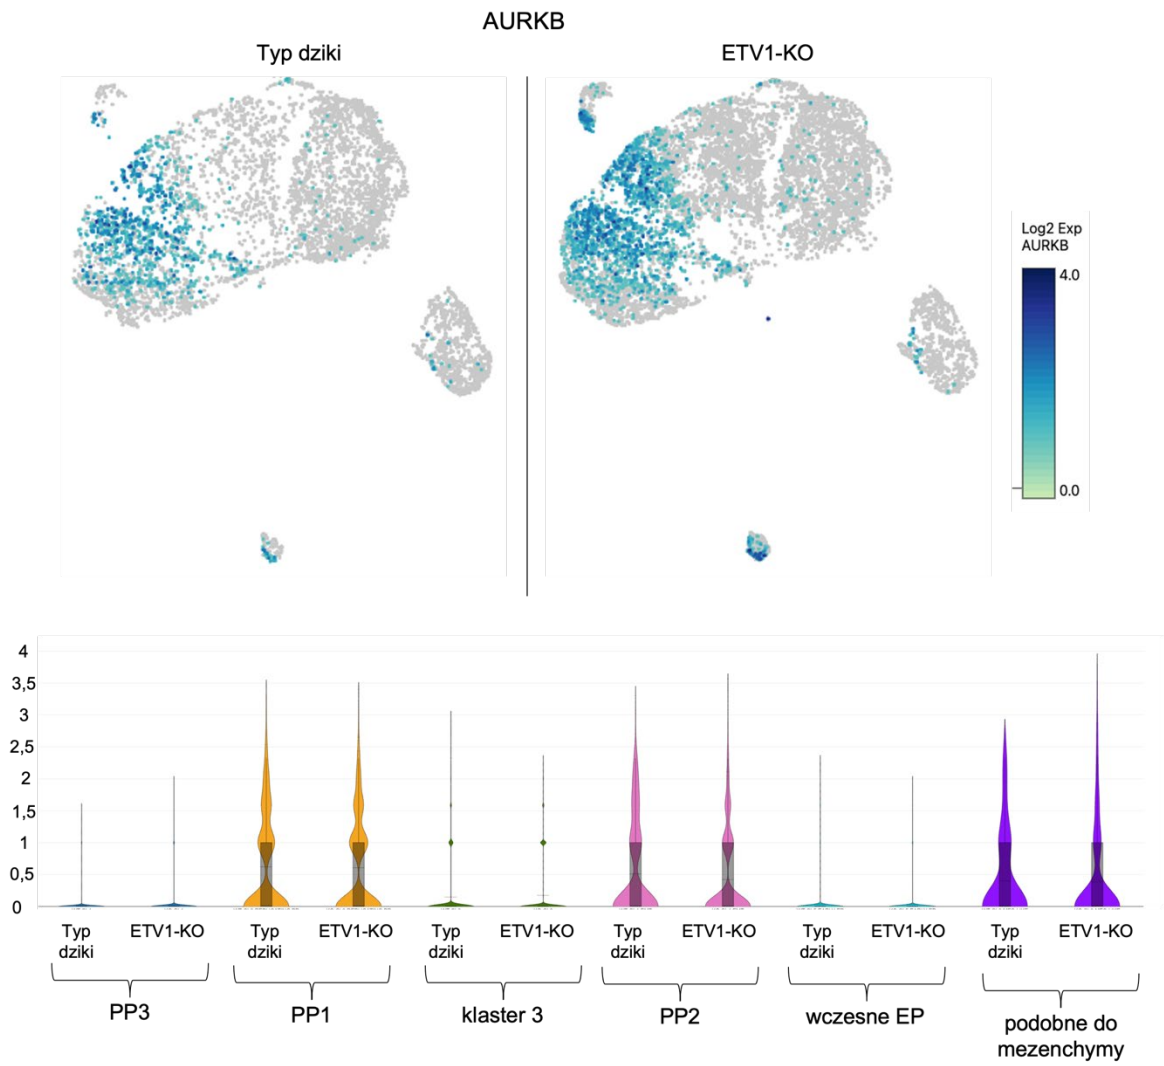 AURKB
Typ dziki
ETV1-KO
Log2 Exp
AURKB
4.0
0.0
4
3,5
3
2,5
2
1,5
1
0,5
0
Typ dziki
ETV1-KO
Typ dziki
ETV1-KO
Typ dziki
ETV1-KO
Typ dziki
ETV1-KO
Typ dziki
ETV1-KO
Typ dziki
ETV1-KO
PP3
PP1
klaster 3
PP2
wczesne EP
podobne do
mezenchymy